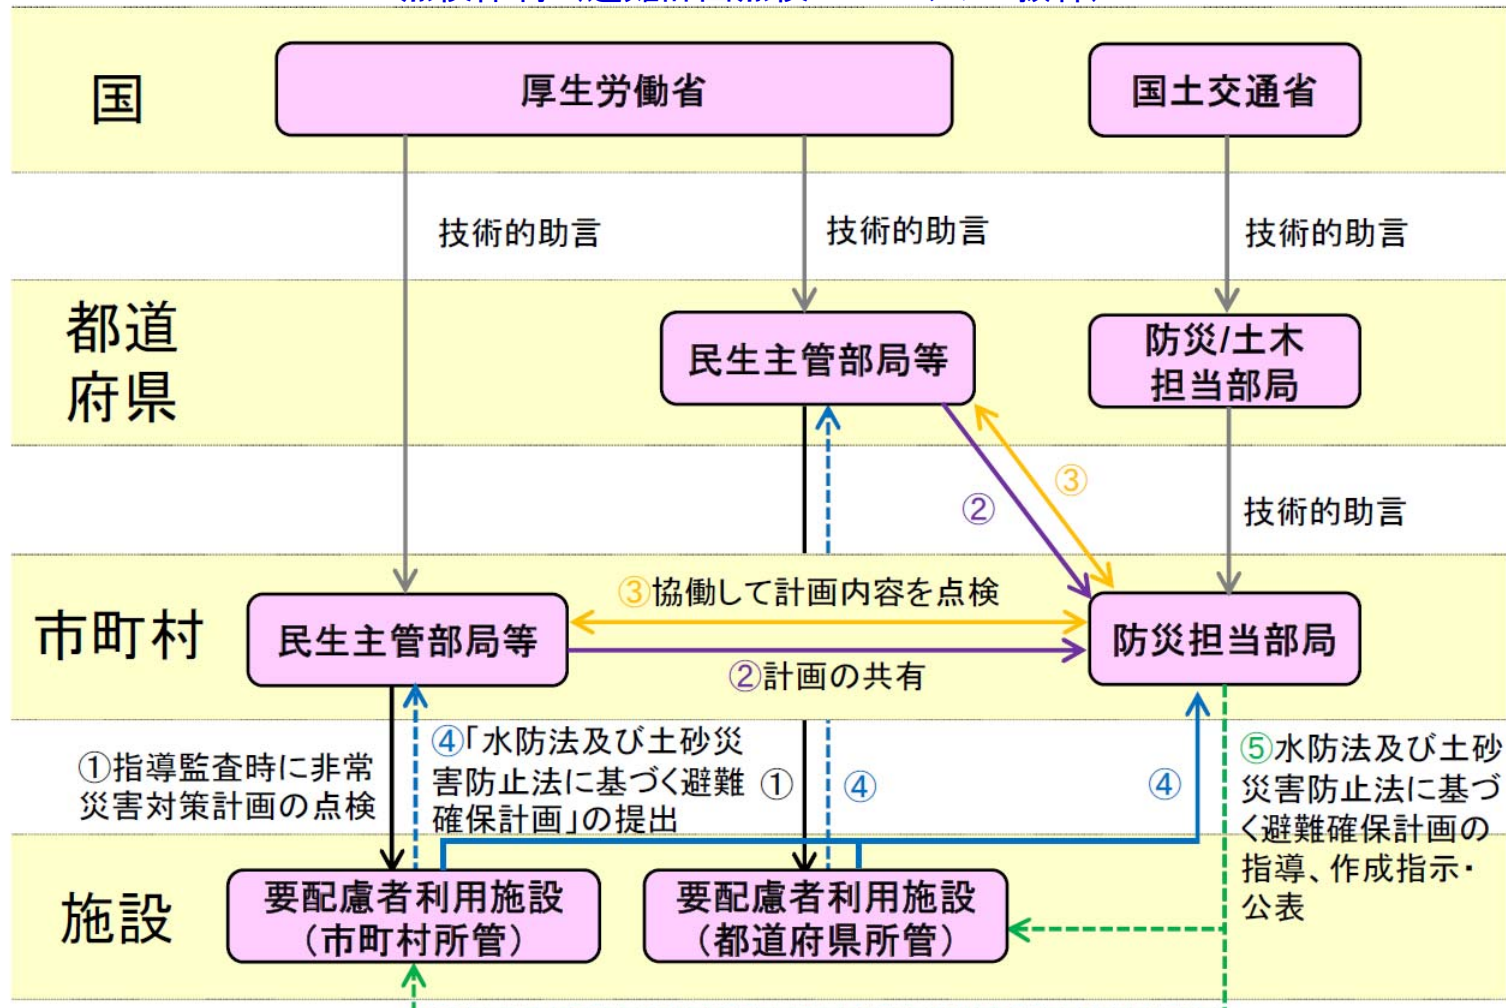 国
厚生労働省
国土交通省
技術的助言
技術的助言
技術的助言
都道
府県
民生主管部局等
防災/土木
担当部局
②
③
技術的助言
市町村
民生主管部局等
③協働して計画内容を点検
②計画の共有
防災担当部局
①指導監査時に非常
災害対策計画の点検
④「水防法及び土砂災
害防止法に基づく避難
確保計画」の提出
①
④
④
⑤水防法及び土砂
災害防止法に基づ
く避難確保計画の
指導、作成指示・
公表
施設
要配慮者利用施設
（市町村所管）
要配慮者利用施設
（都道府県所管）